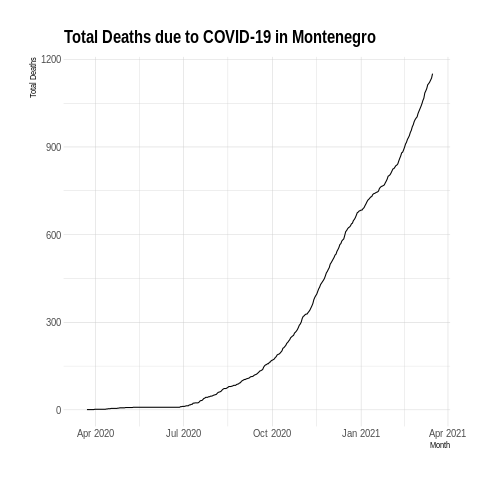 Total Deaths due to COVID-19 in Montenegro
Total Deaths
1200
900
600
300
0
Apr 2020 Jul 2020 Oct 2020 Jan 2021 Apr 2021
Month